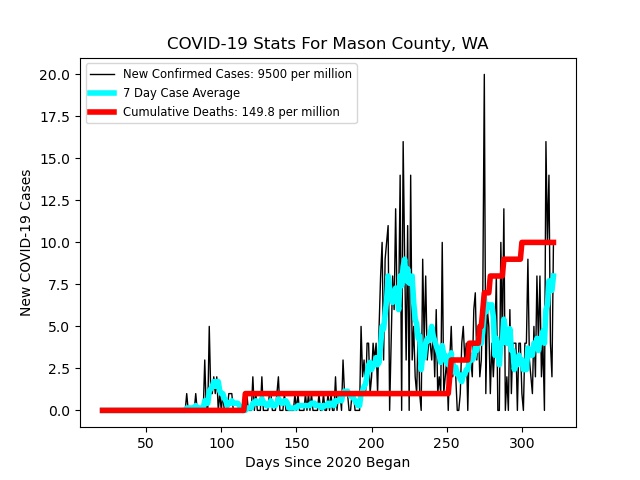 COVID-19 Stats For Mason County, WA
New Confirmed Cases: 9500 per million
7 Day Case Average
Cumulative Deaths: 149.8 per million
New COVID-19 Cases
20.0
17.5
15.0
12.5
10.0
7.5
5.0
2.5
0.0
50 100 150 200 250 300
Days Since 2020 Began